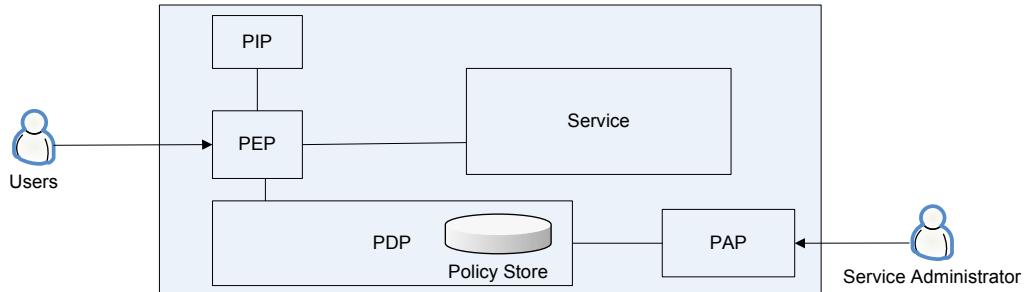 PIP
Service
PEP
Users
PDP
Policy Store
PAP
Service Administrator